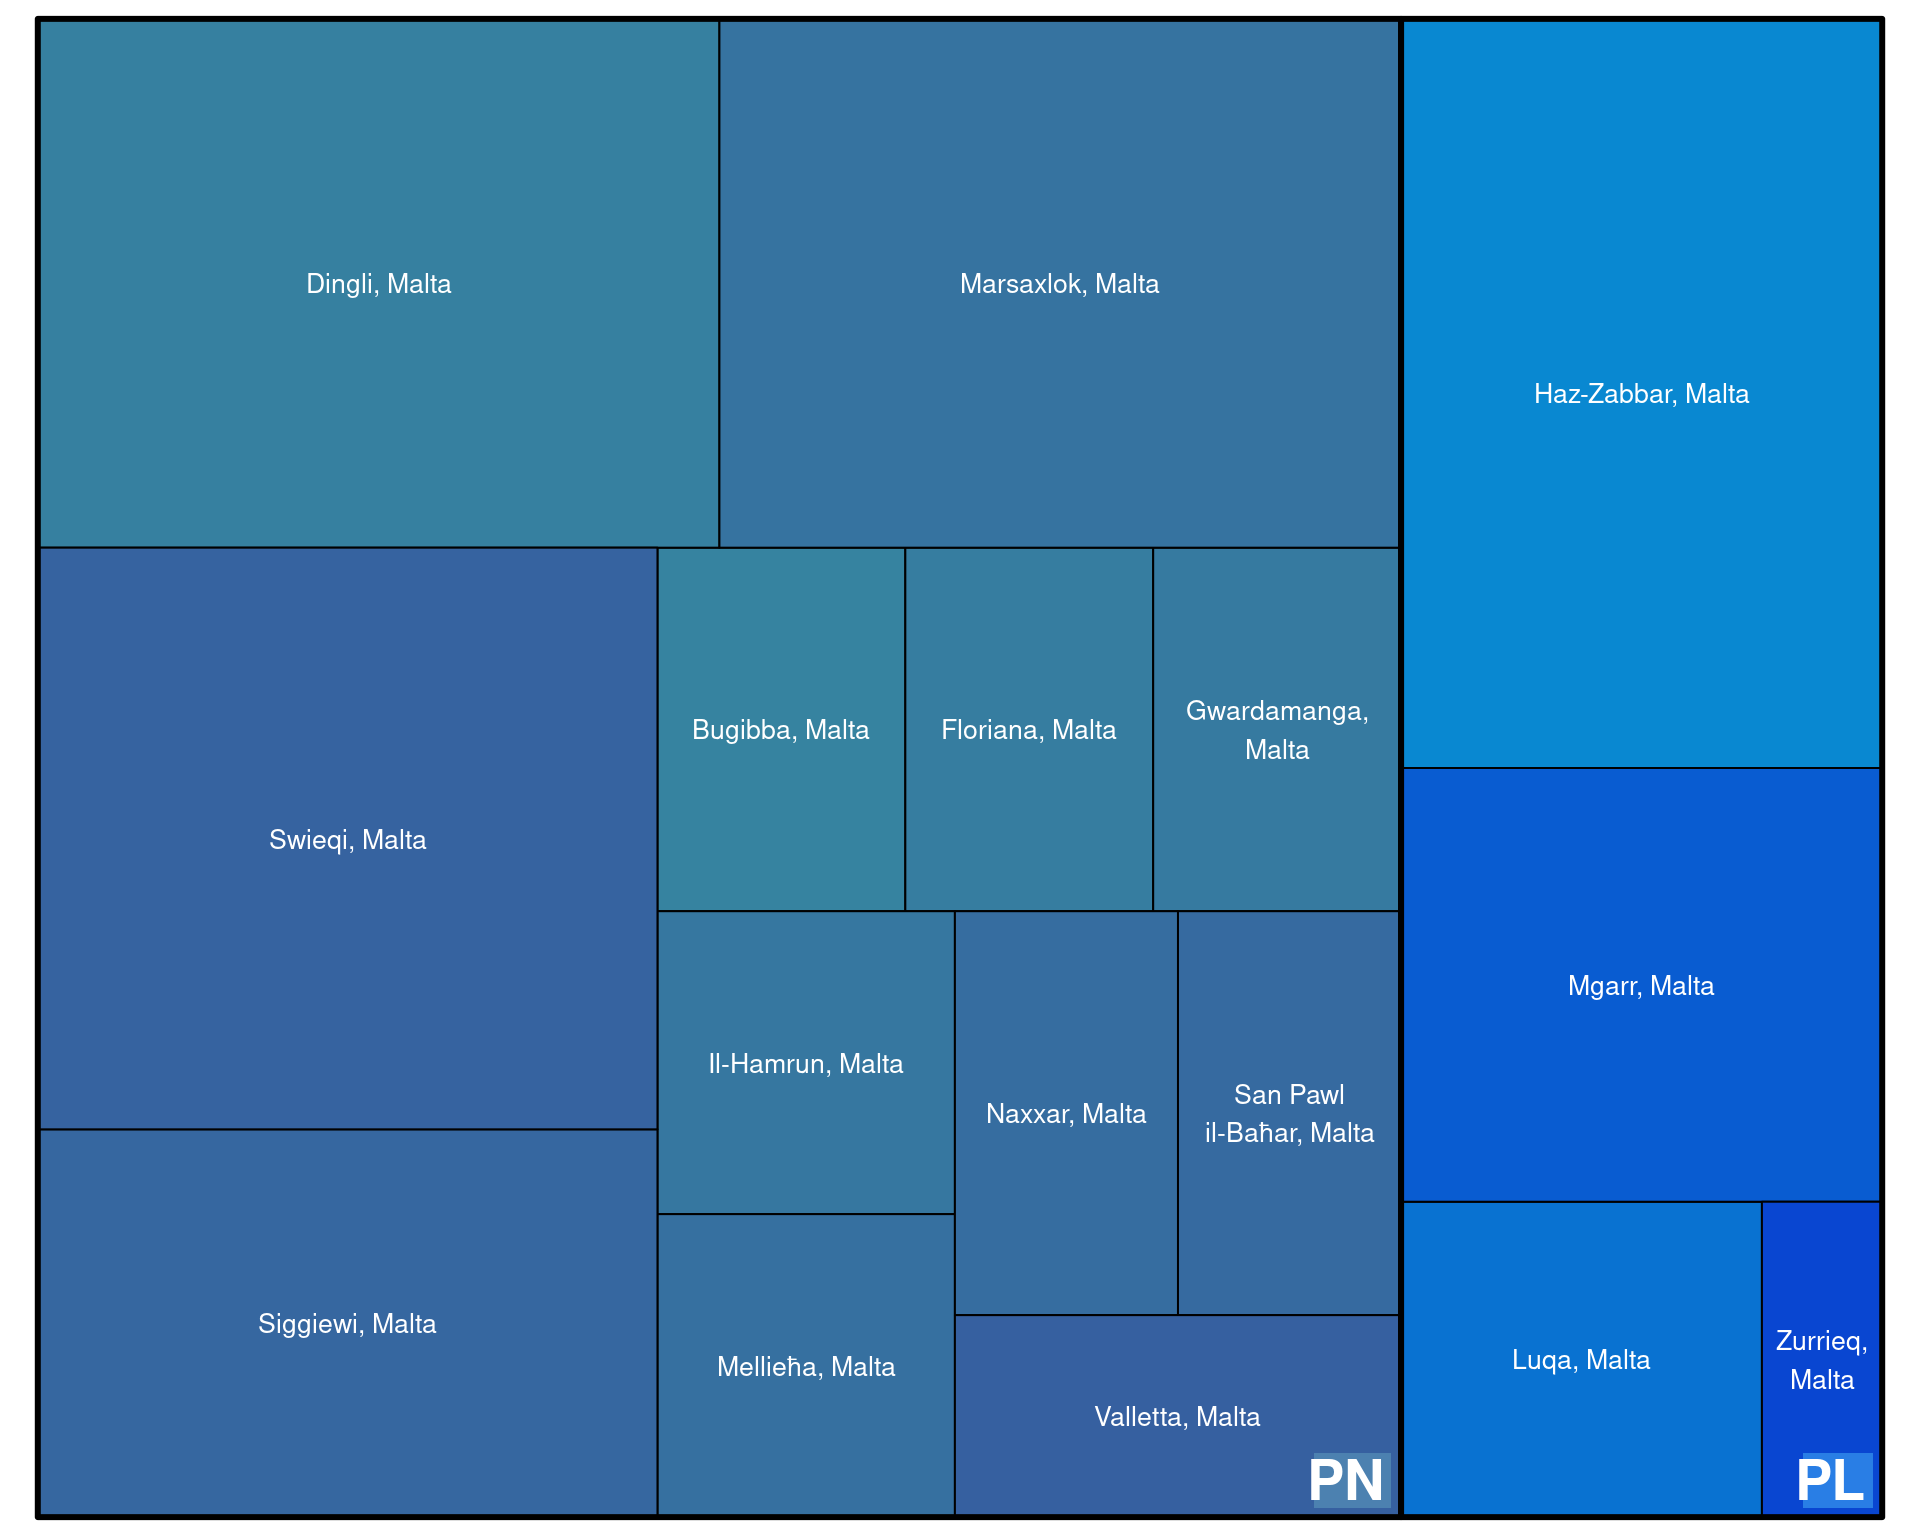 Dingli, Malta
Marsaxlok, Malta
Haz-Zabbar, Malta
Swieqi, Malta
Bugibba, Malta
Floriana, Malta
Gwardamanga,
Malta
Mgarr, Malta
Il-Hamrun, Malta
Naxxar, Malta
San Pawl
il-Baħar, Malta
Siggiewi, Malta
Mellieħa, Malta
Valletta, Malta
Luqa, Malta
Zurrieq,
Malta
PN
PL